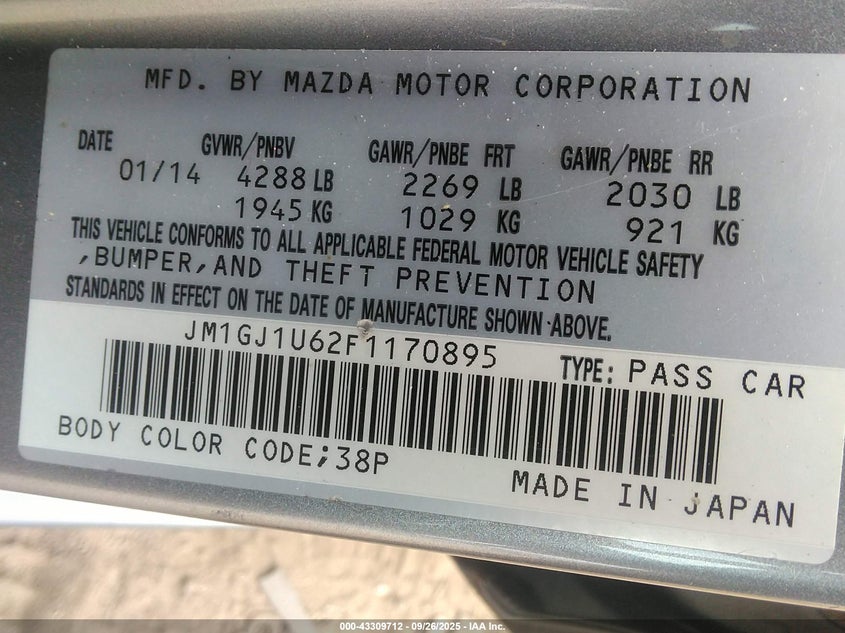 MFD. BY MAZDA MOTOR CORPORATION
DATE GVWR/PNBV GAWR/PNBE FRT GAWR/PNBE RR
01/14 4288 LB 2269 LB 2030 LB
1945 KG 1029 KG 921 KG
THIS VEHICLE CONFORMS TO ALL APPLICABLE FEDERAL MOTOR VEHICLE SAFETY
,BUMPER,AND THEFT PREVENTION
STANDARDS IN EFFECT ON THE DATE OF MANUFACTURE SHOWN ABOVE.
JM1GJ1U62F1170895 TYPE: PASS CAR
BODY COLOR CODE;38P
MADE IN JAPAN
000-43309712 - 09/26/2025 - IAA Inc.